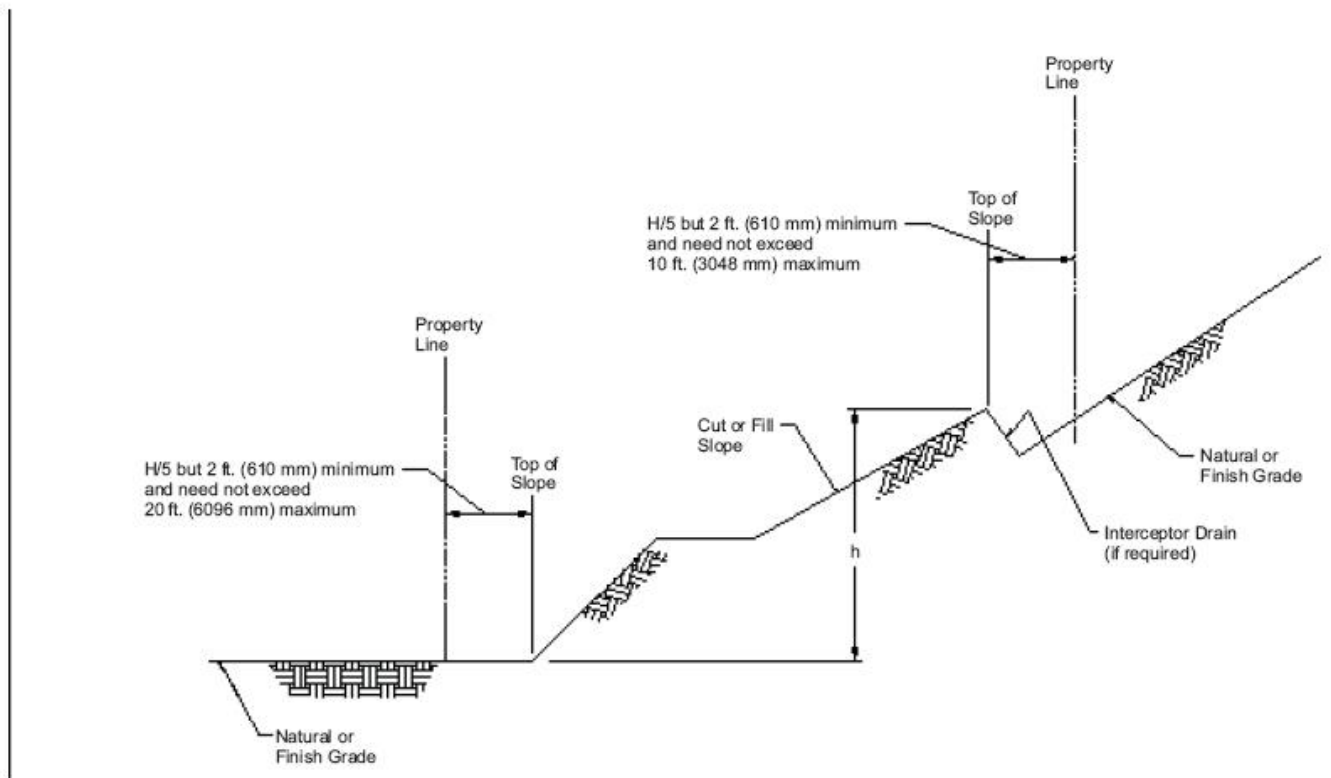 Property
Line
Top of
Slope
H/5 but 2 ft. (610 mm) minimum
and need not exceed
10 ft. (3048 mm) maximum
Property
Line
Cut or Fill
Slope
H/5 but 2 ft. (610 mm) minimum
and need not exceed
20 ft. (6096 mm) maximum
Top of
Slope
Natural or
Finish Grade
Interceptor Drain
(if required)
h
Natural or
Finish Grade